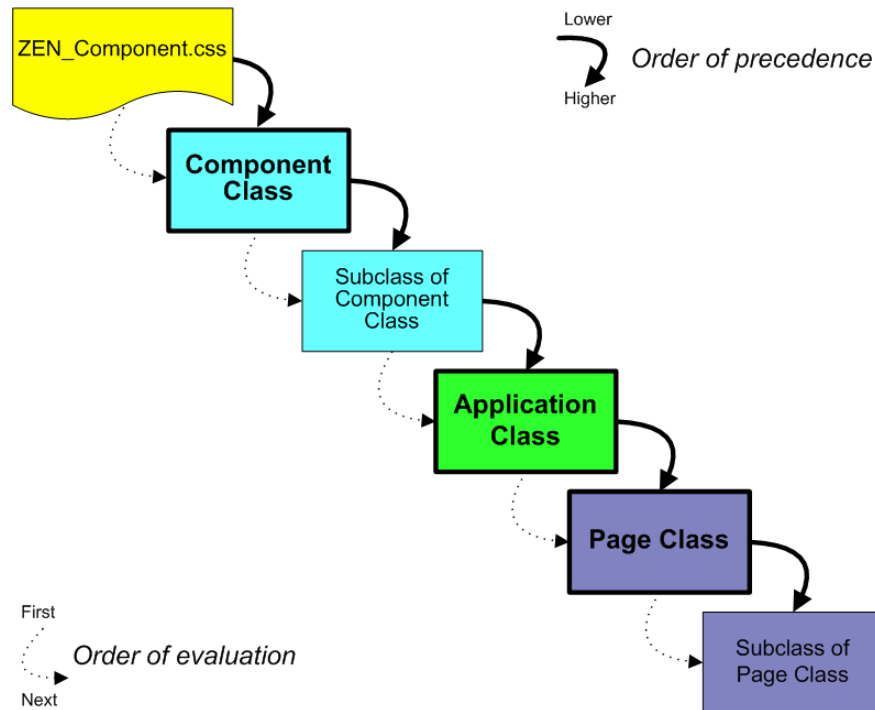 ZEN_Component.css
Lower
Order of precedence
Higher
Component
Class
Subclass of
Component
Class
Application
Class
Page Class
First
Order of evaluation
Next
Subclass of
Page Class